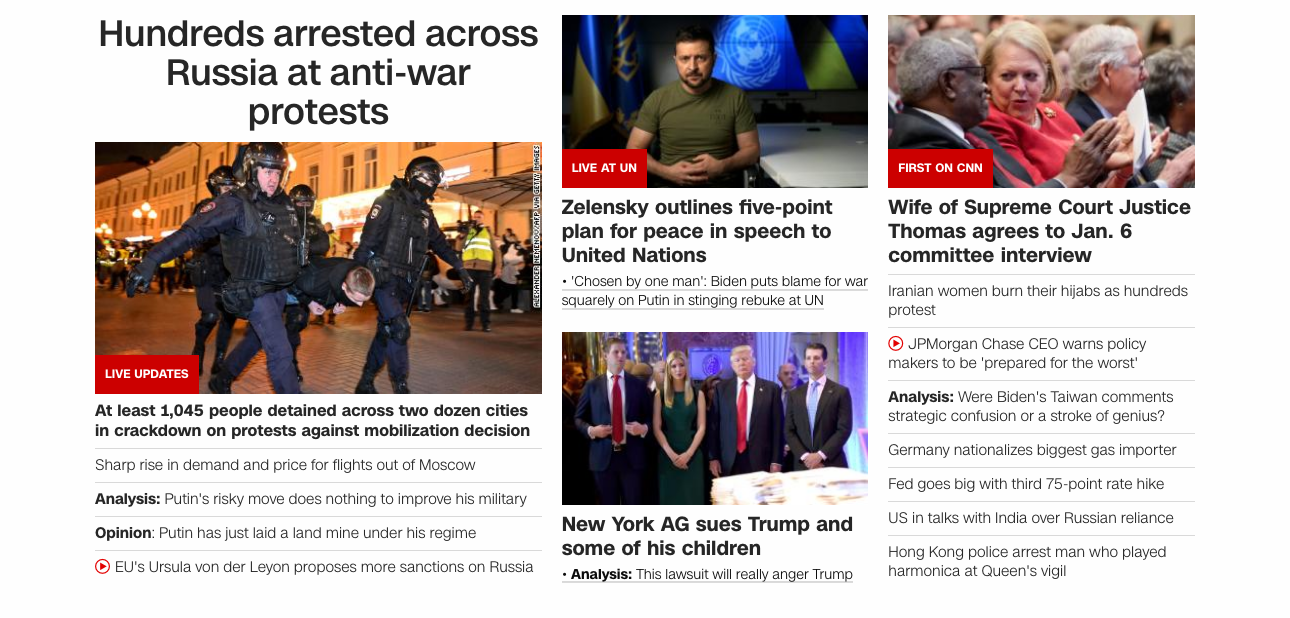 Hundreds arrested across
Russia at anti-war
protests
ALEXANDER NEMENOV/AFP VIA GETTY IMAGES
LIVE UPDATES
At least 1,045 people detained across two dozen cities
in crackdown on protests against mobilization decision
Sharp rise in demand and price for flights out of Moscow
Analysis: Putin's risky move does nothing to improve his military
Opinion: Putin has just laid a land mine under his regime
EU's Ursula von der Leyon proposes more sanctions on Russia
LIVE AT UN
Zelensky outlines five-point
plan for peace in speech to
United Nations
• 'Chosen by one man': Biden puts blame for war
squarely on Putin in stinging rebuke at UN
New York AG sues Trump and
some of his children
• Analysis: This lawsuit will really anger Trump
FIRST ON CNN
Wife of Supreme Court Justice
Thomas agrees to Jan. 6
committee interview
Iranian women burn their hijabs as hundreds
protest
JPMorgan Chase CEO warns policy
makers to be 'prepared for the worst'
Analysis: Were Biden's Taiwan comments
strategic confusion or a stroke of genius?
Germany nationalizes biggest gas importer
Fed goes big with third 75-point rate hike
US in talks with India over Russian reliance
Hong Kong police arrest man who played
harmonica at Queen's vigil